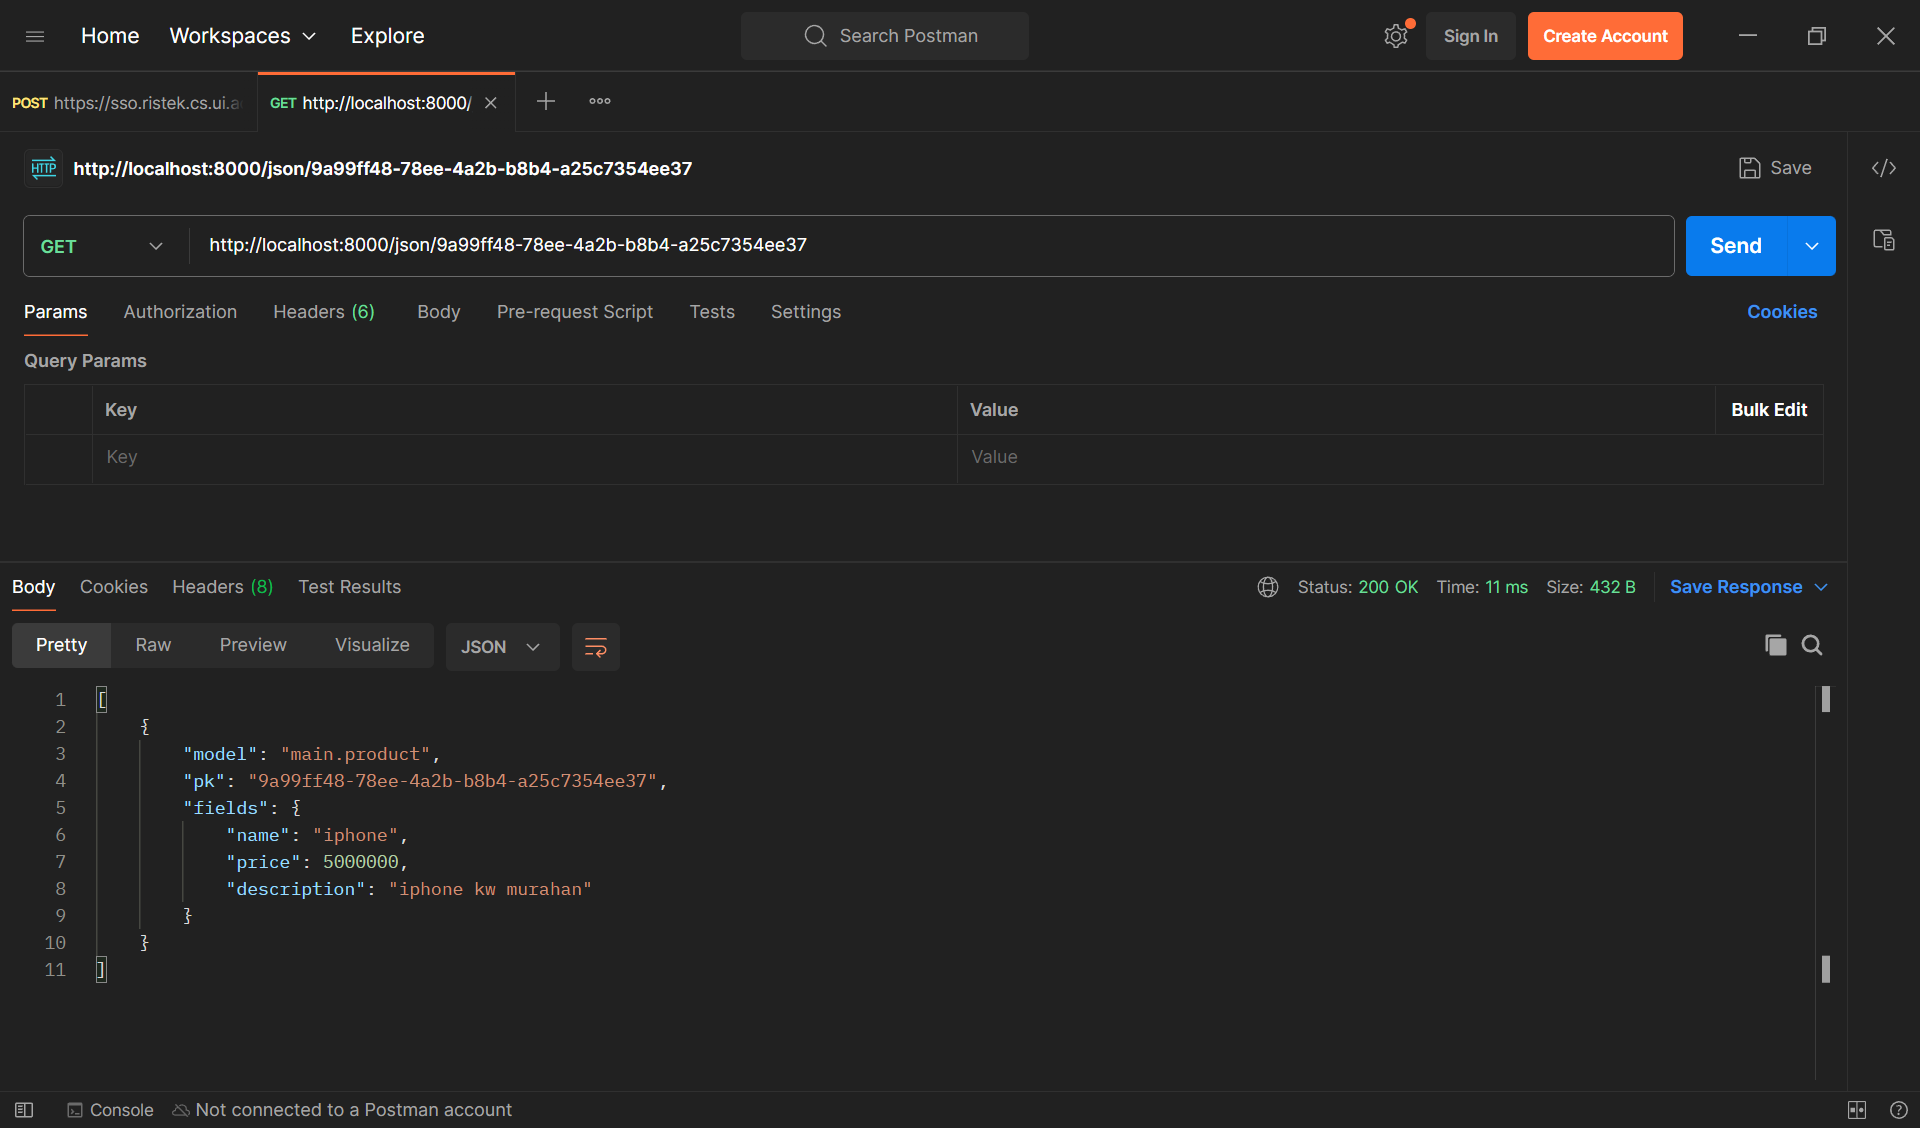 Home Workspaces Explore Search Postman Sign In Create Account
POST https://sso.ristek.cs.ui.a GET http://localhost:8000/
HTTP http://localhost:8000/json/9a99ff48-78ee-4a2b-b8b4-a25c7354ee37 Save </>
GET http://localhost:8000/json/9a99ff48-78ee-4a2b-b8b4-a25c7354ee37 Send
Params Authorization Headers (6) Body Pre-request Script Tests Settings Cookies
Query Params
Key Value Bulk Edit
Key Value
Body Cookies Headers (8) Test Results Status: 200 OK Time: 11 ms Size: 432 B Save Response
Pretty Raw Preview Visualize JSON
1 [
2 {
3 "model": "main.product",
4 "pk": "9a99ff48-78ee-4a2b-b8b4-a25c7354ee37",
5 "fields": {
6 "name": "iphone",
7 "price": 5000000,
8 "description": "iphone kw murahan"
9 }
10 }
11 ]
Console Not connected to a Postman account